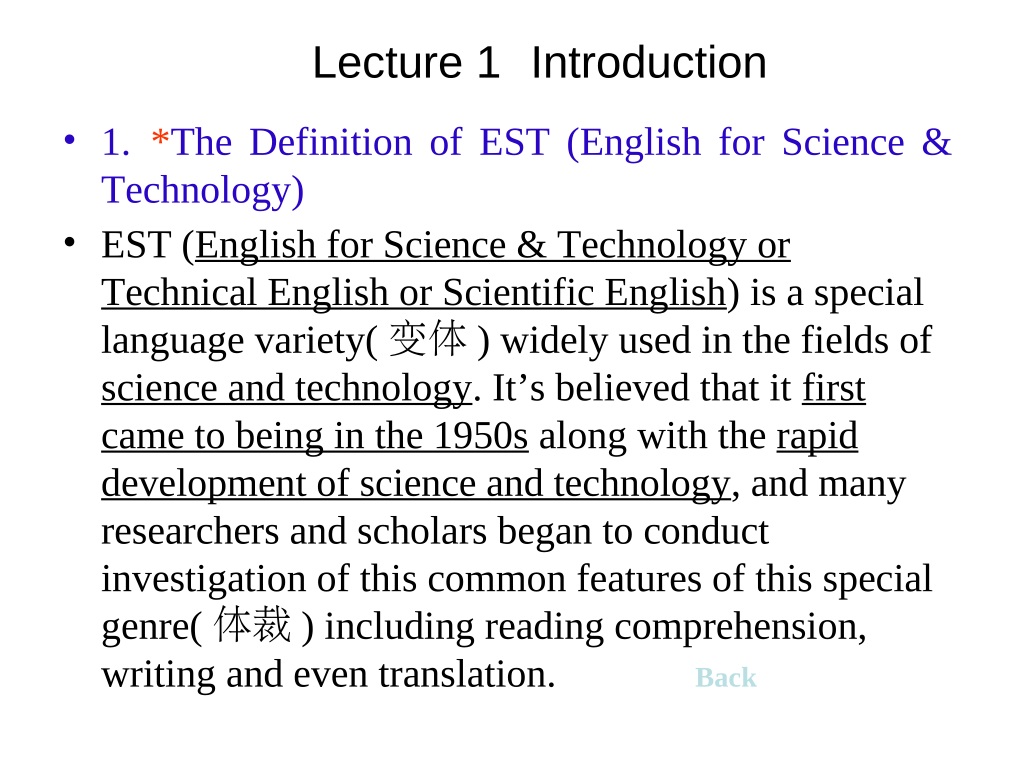 Lecture 1 Introduction
• 1. *The Definition of EST (English for Science &
Technology)
• EST (English for Science & Technology or
Technical English or Scientific English) is a special
language variety( 变体 ) widely used in the fields of
science and technology. It’s believed that it first
came to being in the 1950s along with the rapid
development of science and technology, and many
researchers and scholars began to conduct
investigation of this common features of this special
genre( 体裁 ) including reading comprehension,
writing and even translation. Back